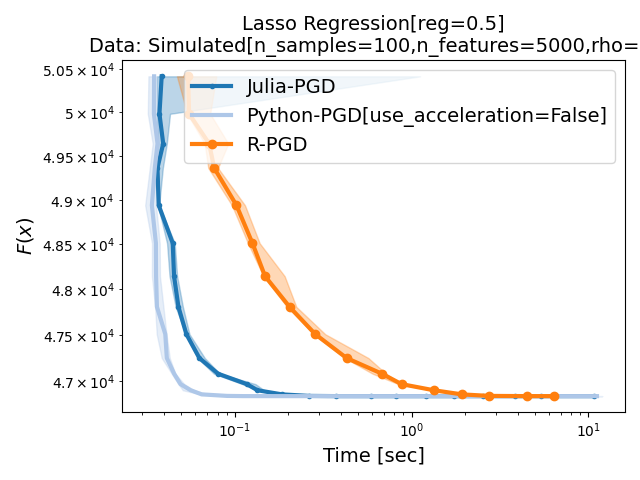 Lasso Regression[reg=0.5]
Data: Simulated[n_samples=100,n_features=5000,rho=
5.05 × 10⁴
5 × 10⁴
4.95 × 10⁴
4.9 × 10⁴
4.85 × 10⁴
4.8 × 10⁴
4.75 × 10⁴
4.7 × 10⁴
F(x)
Julia-PGD
Python-PGD[use_acceleration=False]
R-PGD
10⁻¹ 10⁰ 10¹
Time [sec]